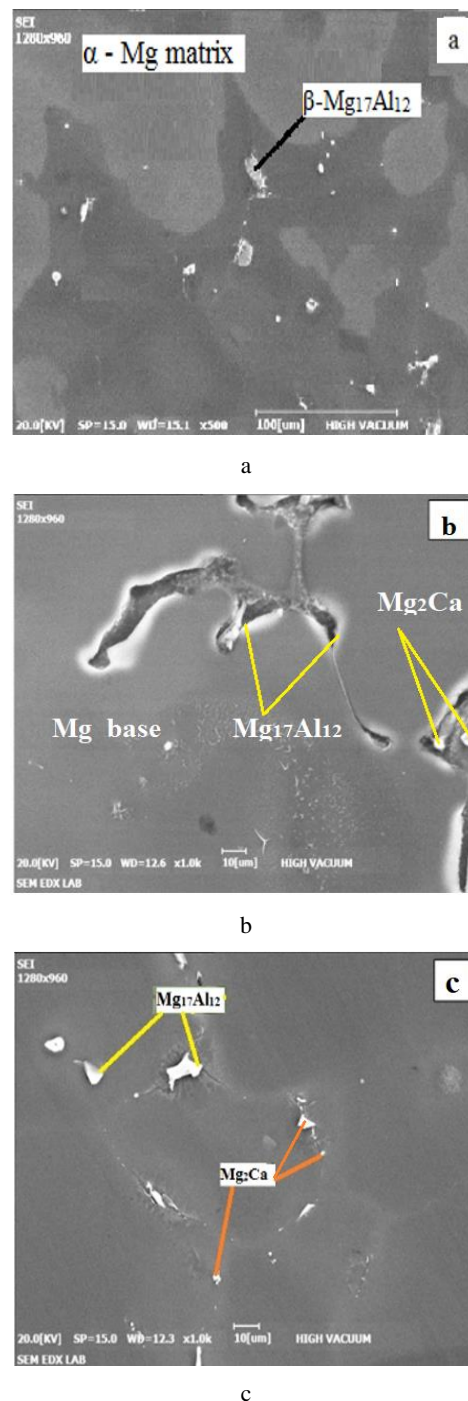 SEI
1280x960
a
α - Mg matrix
β-Mg17Al12
20.0[KV] SP=15.0 WD=15.1 x500 100[um] HIGH VACUUM
a
SEI
1280x960
b
Mg2Ca
Mg base
Mg17Al12
20.0[KV] SP=15.0 WD=12.6 x1.0k 10[um] HIGH VACUUM
SEM EDX LAB
b
SEI
1280x960
c
Mg17Al12
Mg2Ca
20.0[KV] SP=15.0 WD=12.3 x1.0k 10[um] HIGH VACUUM
SEM EDX LAB
c